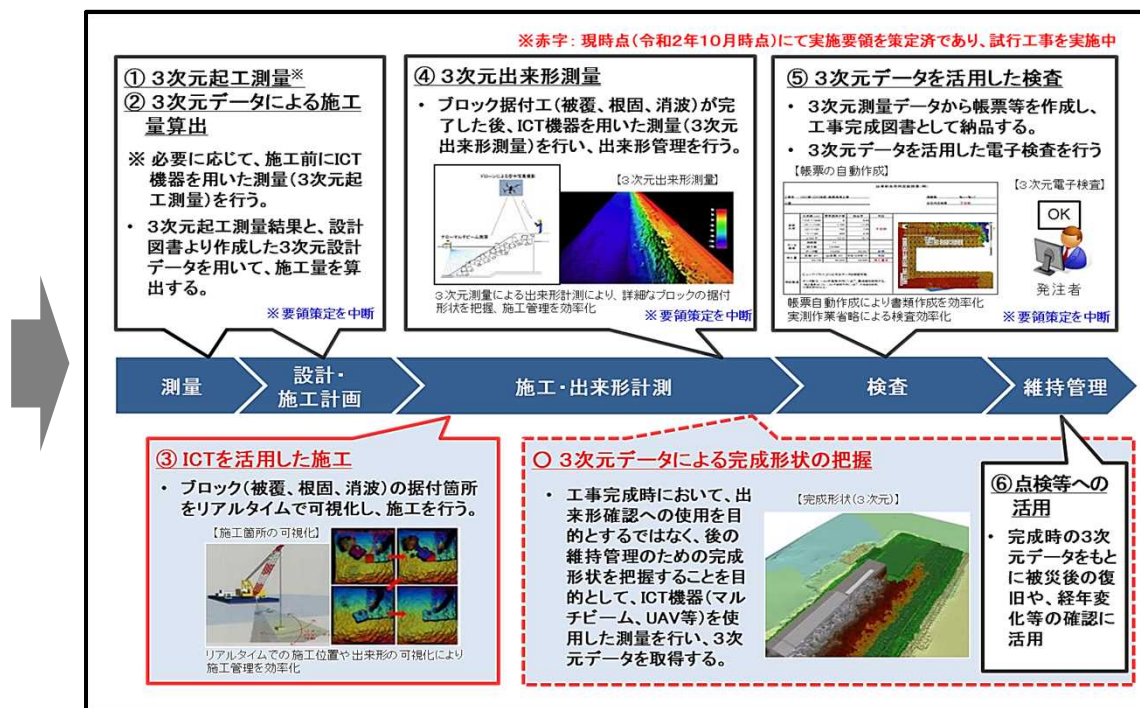 ※赤字：現時点(令和2年10月時点)にて実施要領を策定済であり、試行工事を実施中
① 3次元起工測量※
② 3次元データによる施工
量算出
※ 必要に応じて、施工前にICT
機器を用いた測量(3次元起
工測量)を行う。
・ 3次元起工測量結果と、設計
図書より作成した3次元設計
データを用いて、施工量を算
出する。
※要領策定を中断
④ 3次元出来形測量
・ ブロック据付工(被覆、根固、消波)が完
了した後、ICT機器を用いた測量(3次元
出来形測量)を行い、出来形管理を行う。
ドローンによる空中写真撮影
ナローマルチビーム測深
【3次元出来形測量】
3次元測量による出来形計測により、詳細なブロックの据付
形状を把握、施工管理を効率化
※要領策定を中断
⑤ 3次元データを活用した検査
・ 3次元測量データから帳票等を作成し、
工事完成図書として納品する。
・ 3次元データを活用した電子検査を行う
【帳票の自動作成】
【3次元電子検査】
OK
発注者
帳票自動作成により書類作成を効率化
実測作業省略による検査効率化
※要領策定を中断
測量
設計・
施工計画
施工・出来形計測
検査
維持管理
③ ICTを活用した施工
・ ブロック(被覆、根固、消波)の据付箇所
をリアルタイムで可視化し、施工を行う。
【施工箇所の可視化】
リアルタイムでの施工位置や出来形の可視化により
施工管理を効率化
〇 3次元データによる完成形状の把握
・ 工事完成時において、出
来形確認への使用を目
的とするではなく、後の
維持管理のための完成
形状を把握することを目
的として、ICT機器(マル
チビーム、UAV等)を使
用した測量を行い、3次
元データを取得する。
【完成形状(3次元)】
⑥点検等への
活用
・ 完成時の3次
元データをもと
に被災後の復
旧や、経年変
化等の確認に
活用